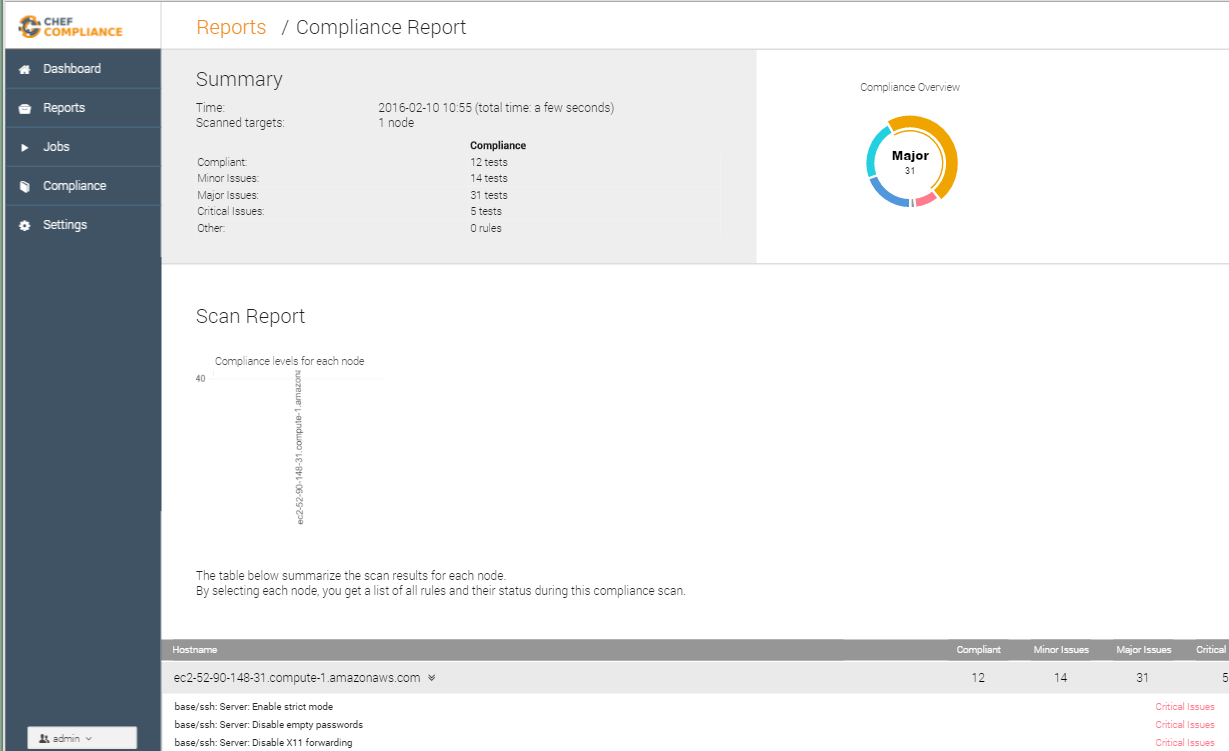 CHEF
COMPLIANCE
Reports / Compliance Report
Dashboard
Reports
Jobs
Compliance
Settings
admin
Summary
Time: 2016-02-10 10:55 (total time: a few seconds)
Scanned targets: 1 node
Compliance
Compliant: 12 tests
Minor Issues: 14 tests
Major Issues: 31 tests
Critical Issues: 5 tests
Other: 0 rules
Compliance Overview
Major
31
Scan Report
Compliance levels for each node
40
ec2-52-90-148-31.compute-1.amazona
The table below summarize the scan results for each node.
By selecting each node, you get a list of all rules and their status during this compliance scan.
Hostname Compliant Minor Issues Major Issues Critical
ec2-52-90-148-31.compute-1.amazonaws.com 12 14 31 5
base/ssh: Server: Enable strict mode Critical Issues
base/ssh: Server: Disable empty passwords Critical Issues
base/ssh: Server: Disable X11 forwarding Critical Issues